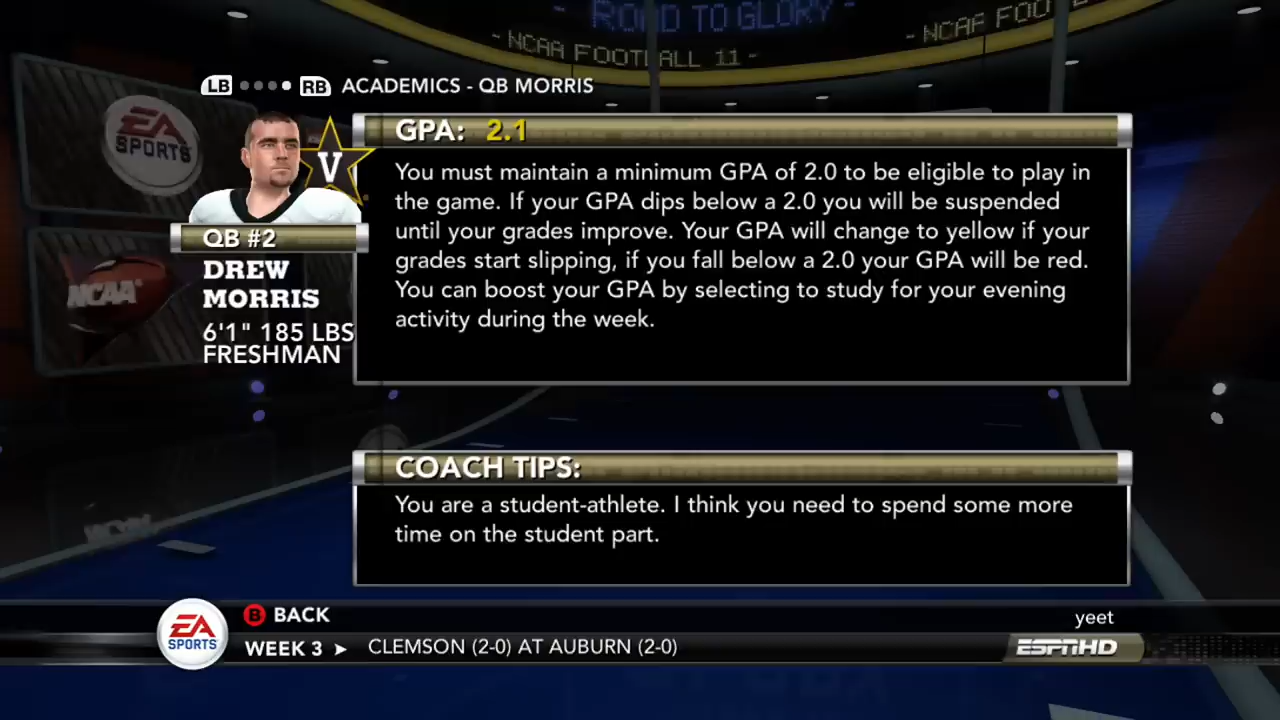 ROAD TO GLORY
- NCAA FOOTBALL 11 -
- NCAA FOO
LB RB ACADEMICS - QB MORRIS
EA SPORTS
V
GPA: 2.1
You must maintain a minimum GPA of 2.0 to be eligible to play in
the game. If your GPA dips below a 2.0 you will be suspended
until your grades improve. Your GPA will change to yellow if your
grades start slipping, if you fall below a 2.0 your GPA will be red.
You can boost your GPA by selecting to study for your evening
activity during the week.
QB #2
DREW
MORRIS
6'1" 185 LBS
FRESHMAN
NCAA
COACH TIPS:
You are a student-athlete. I think you need to spend some more
time on the student part.
B BACK
yeet
EA SPORTS
WEEK 3 ► CLEMSON (2-0) AT AUBURN (2-0)
ESPN HD